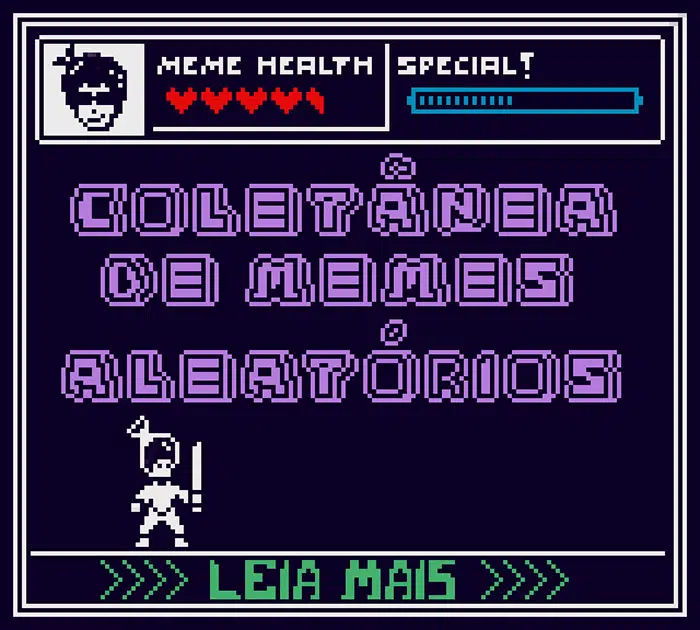 MEME HEALTH
SPECIAL!
COLETÂNEA
DE MEMES
ALEATÓRIOS
>>>> LEIA MAIS >>>>